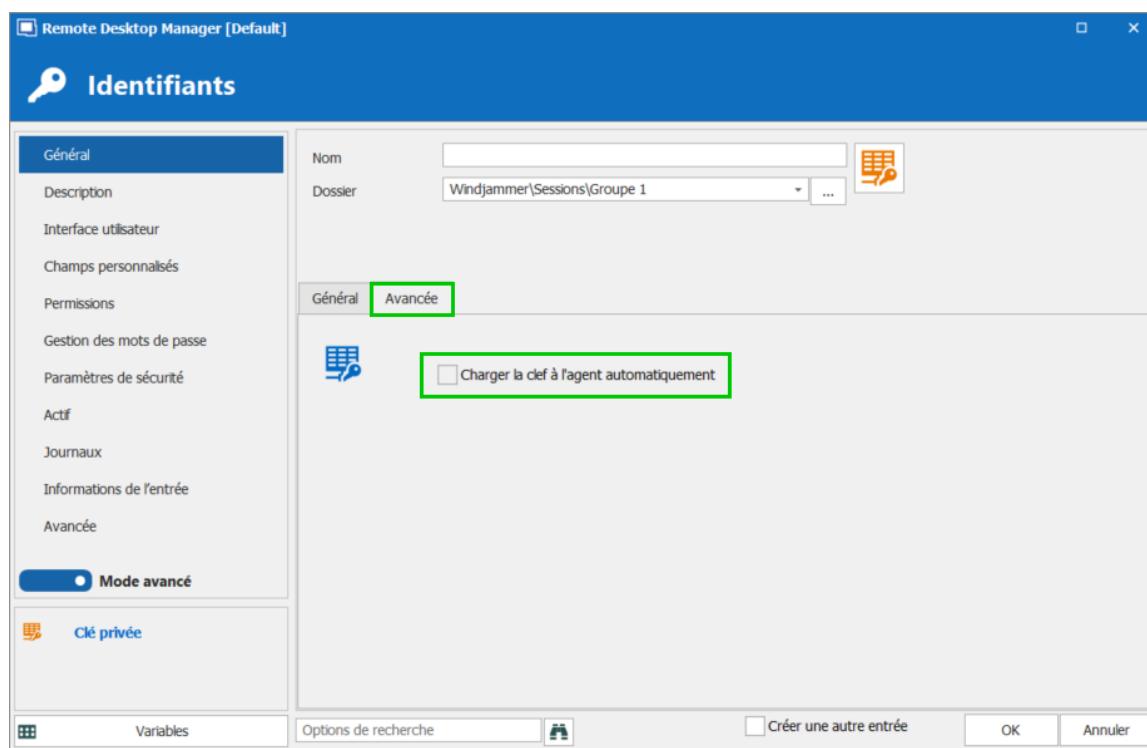 Remote Desktop Manager [Default]
Identifiants
Général
Description
Interface utilisateur
Champs personnalisés
Permissions
Gestion des mots de passe
Paramètres de sécurité
Actif
Journaux
Informations de l'entrée
Avancée
Mode avancé
Clé privée
Variables
Nom
Dossier
Windjammer\Sessions\Groupe 1
...
Général
Avancée
Charger la clef à l'agent automatiquement
Options de recherche
Créer une autre entrée
OK
Annuler